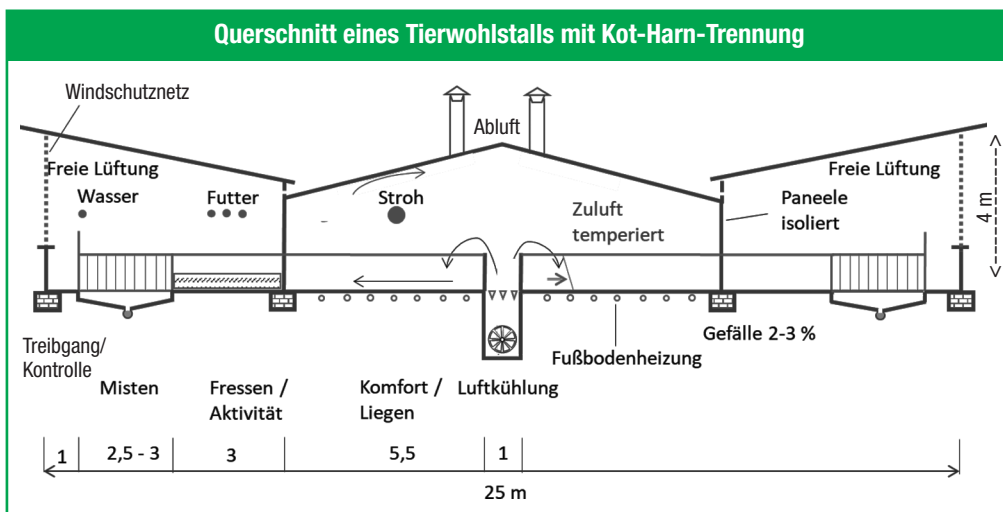 Querschnitt eines Tierwohlstalls mit Kot-Harn-Trennung
Windschutznetz
Abluft
Freie Lüftung
Freie Lüftung
Wasser
Futter
Stroh
Zuluft
temperiert
Paneele
isoliert
4 m
Gefälle 2-3 %
Fußbodenheizung
Treibgang/
Kontrolle
Misten
Fressen /
Aktivität
Komfort /
Liegen
Luftkühlung
1
2,5 - 3
3
5,5
1
25 m